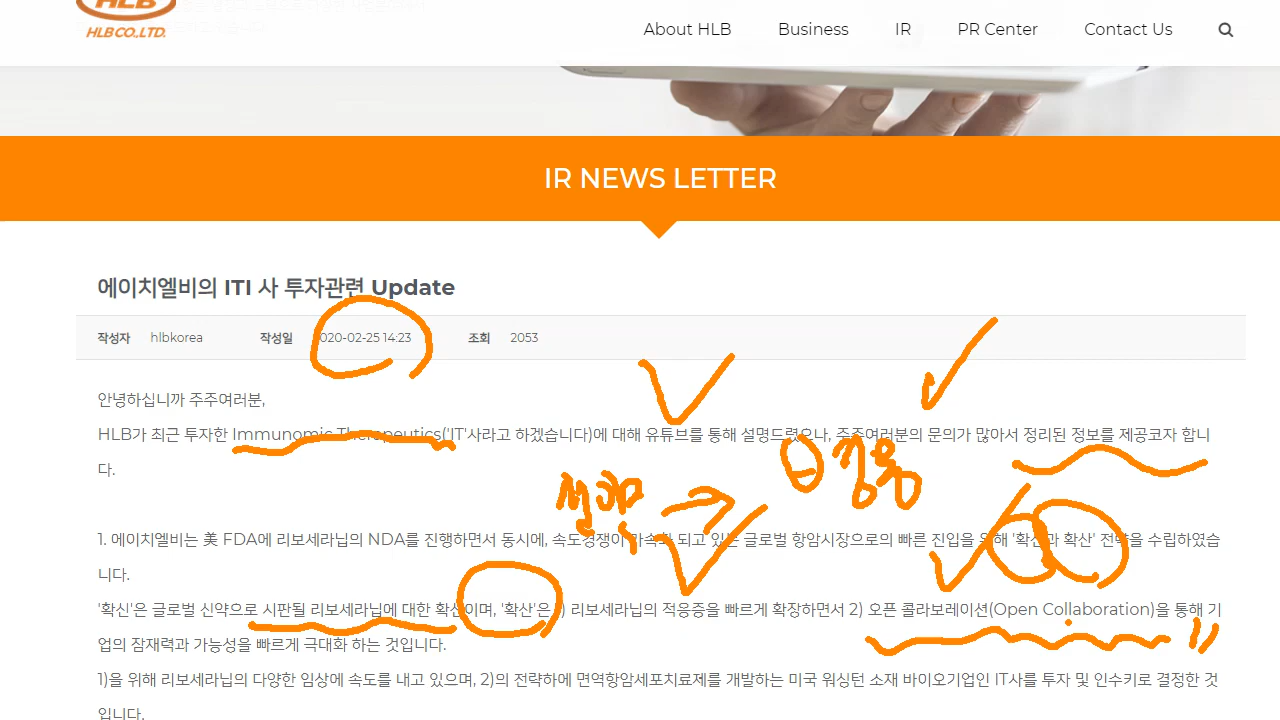 HLB
HLB CO.,LTD.
About HLB Business IR PR Center Contact Us
IR NEWS LETTER
에이치엘비의 ITI 사 투자관련 Update
작성자 hlbkorea 작성일 2020-02-25 14:23 조회 2053
안녕하십니까 주주여러분,
HLB가 최근 투자한 Immunomic Therapeutics('IT'사라고 하겠습니다)에 대해 유튜브를 통해 설명드렸으나, 주주여러분의 문의가 많아서 정리된 정보를 제공코자 합니
다.
1. 에이치엘비는 美 FDA에 리보세라닙의 NDA를 진행하면서 동시에, 속도경쟁이 가속화 되고 있는 글로벌 항암시장으로의 빠른 진입을 위해 '확신과 확산' 전략을 수립하였습
니다.
'확신'은 글로벌 신약으로 시판될 리보세라닙에 대한 확신이며, '확산'은 1) 리보세라닙의 적응증을 빠르게 확장하면서 2) 오픈 콜라보레이션(Open Collaboration)을 통해 기
업의 잠재력과 가능성을 빠르게 극대화 하는 것입니다.
1)을 위해 리보세라닙의 다양한 임상에 속도를 내고 있으며, 2)의 전략하에 면역항암세포치료제를 개발하는 미국 워싱턴 소재 바이오기업인 IT사를 투자 및 인수키로 결정한 것
입니다.